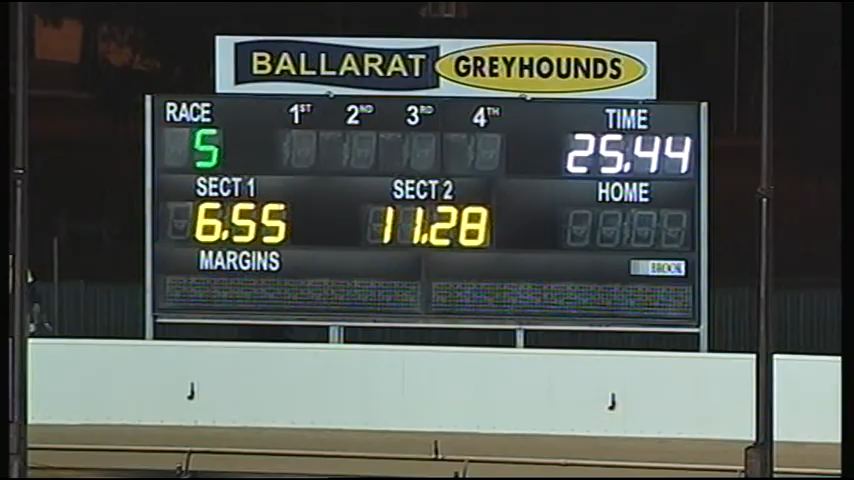 BALLARAT GREYHOUNDS
RACE 1ST 2ND 3RD 4TH TIME
5 25.44
SECT 1 SECT 2 HOME
6.55 11.28
MARGINS BROOK